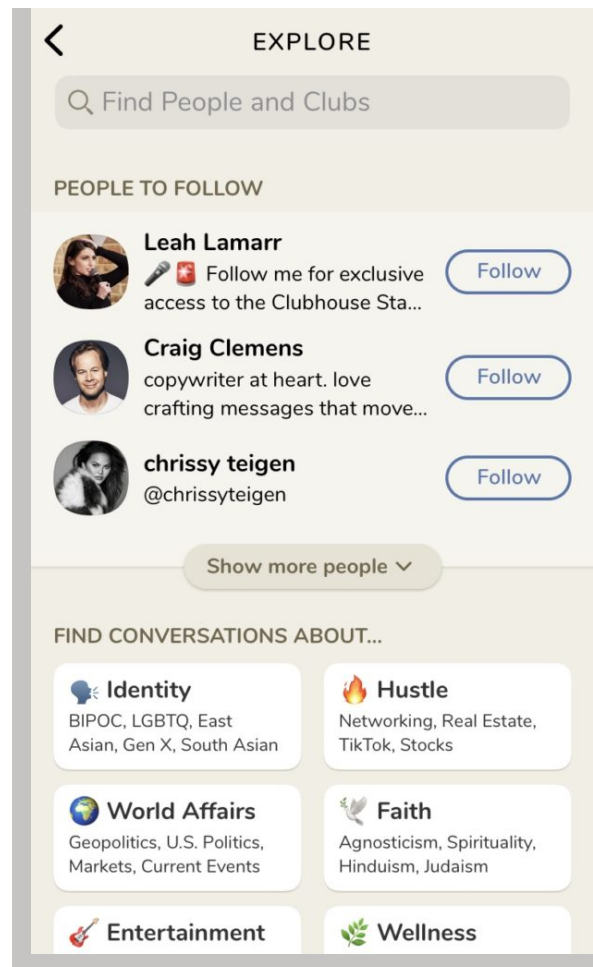 EXPLORE
Find People and Clubs
PEOPLE TO FOLLOW
Leah Lamarr
🎤🚨 Follow me for exclusive
access to the Clubhouse Sta...
Follow
Craig Clemens
copywriter at heart. love
crafting messages that move...
Follow
chrissy teigen
@chrissyteigen
Follow
Show more people
FIND CONVERSATIONS ABOUT...
🗣️ Identity
BIPOC, LGBTQ, East
Asian, Gen X, South Asian
🔥 Hustle
Networking, Real Estate,
TikTok, Stocks
🌍 World Affairs
Geopolitics, U.S. Politics,
Markets, Current Events
🕊️ Faith
Agnosticism, Spirituality,
Hinduism, Judaism
🎸 Entertainment
🌿 Wellness